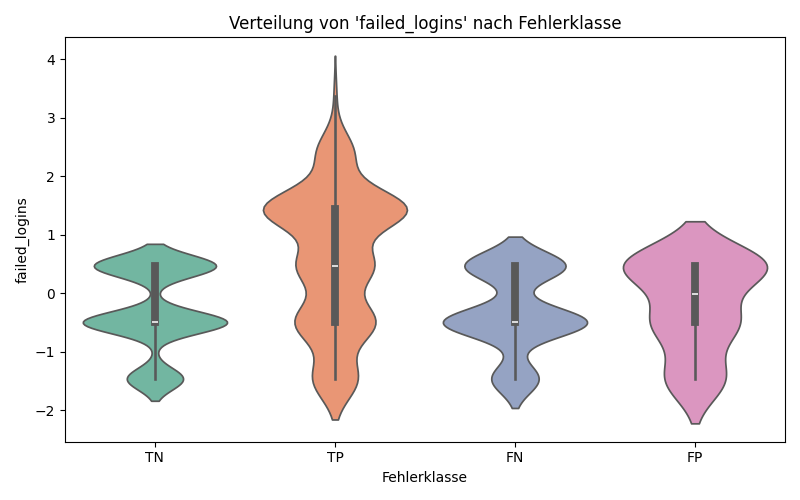 Verteilung von 'failed_logins' nach Fehlerklasse
failed_logins
4
3
2
1
0
−1
−2
TN
TP
FN
FP
Fehlerklasse